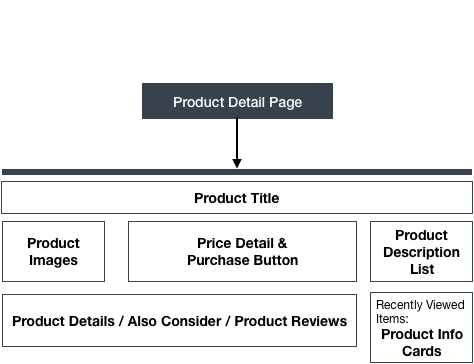 Product Detail Page
Product Title
Product
Images
Price Detail &
Purchase Button
Product
Description
List
Product Details / Also Consider / Product Reviews
Recently Viewed
Items:
Product Info
Cards